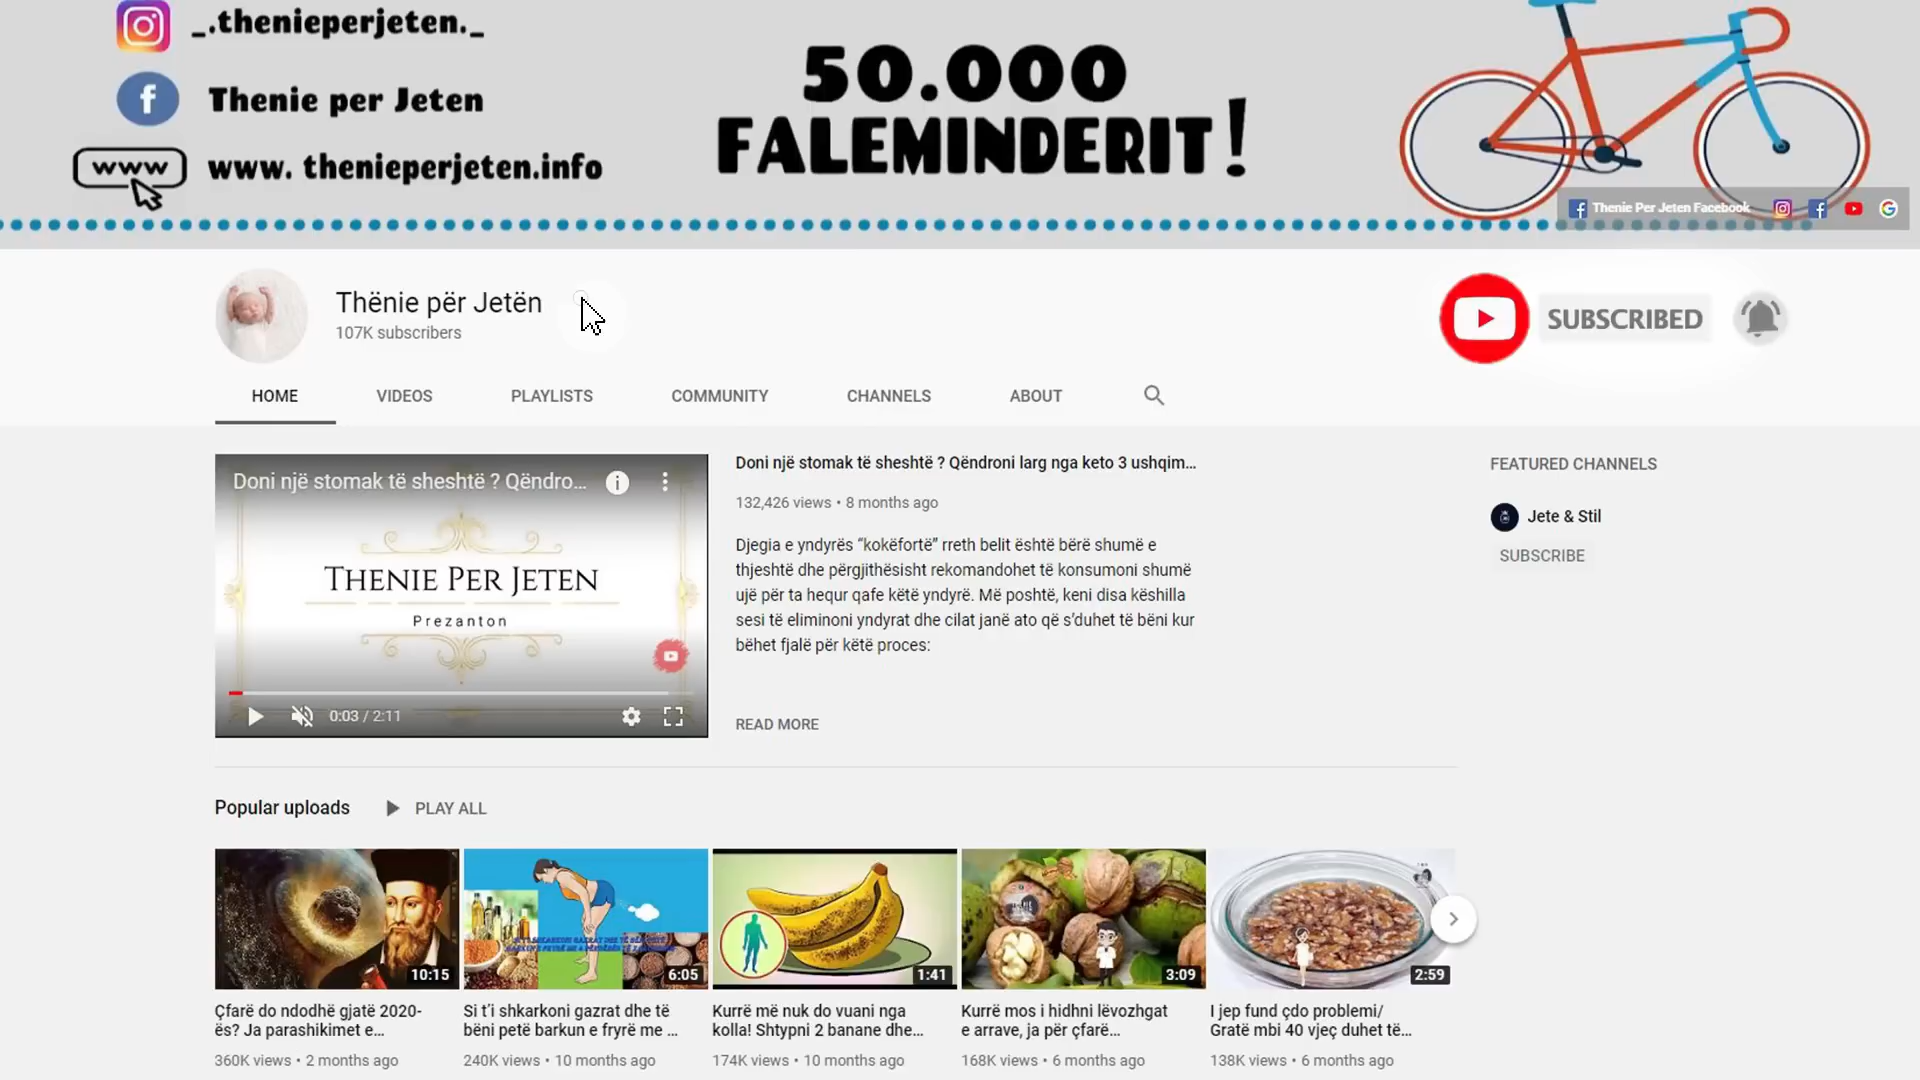 _.thenieperjeten._
Thenie per Jeten
www
www. thenieperjeten.info
50.000
FALEMINDERIT!
Thenie Per Jeten Facebook
Thënie për Jetën
107K subscribers
SUBSCRIBED
HOME
VIDEOS
PLAYLISTS
COMMUNITY
CHANNELS
ABOUT
Doni një stomak të sheshtë ? Qëndro...
THENIE PER JETEN
Prezanton
0:03 / 2:11
Doni një stomak të sheshtë ? Qëndroni larg nga keto 3 ushqim...
132,426 views • 8 months ago
Djegia e yndyrës “kokëfortë” rreth belit është bërë shumë e
thjeshtë dhe përgjithësisht rekomandohet të konsumoni shumë
ujë për ta hequr qafe këtë yndyrë. Më poshtë, keni disa këshilla
sesi të eliminoni yndyrat dhe cilat janë ato që s’duhet të bëni kur
bëhet fjalë për këtë proces:
READ MORE
FEATURED CHANNELS
Jete & Stil
SUBSCRIBE
Popular uploads
PLAY ALL
10:15
6:05
1:41
3:09
2:59
Çfarë do ndodhë gjatë 2020-
ës? Ja parashikimet e...
360K views • 2 months ago
Si t’i shkarkoni gazrat dhe të
bëni petë barkun e fryrë me ...
240K views • 10 months ago
Kurrë më nuk do vuani nga
kolla! Shtypni 2 banane dhe...
174K views • 10 months ago
Kurrë mos i hidhni lëvozhgat
e arrave, ja për çfarë...
168K views • 6 months ago
I jep fund çdo problemi/
Gratë mbi 40 vjeç duhet të...
138K views • 6 months ago